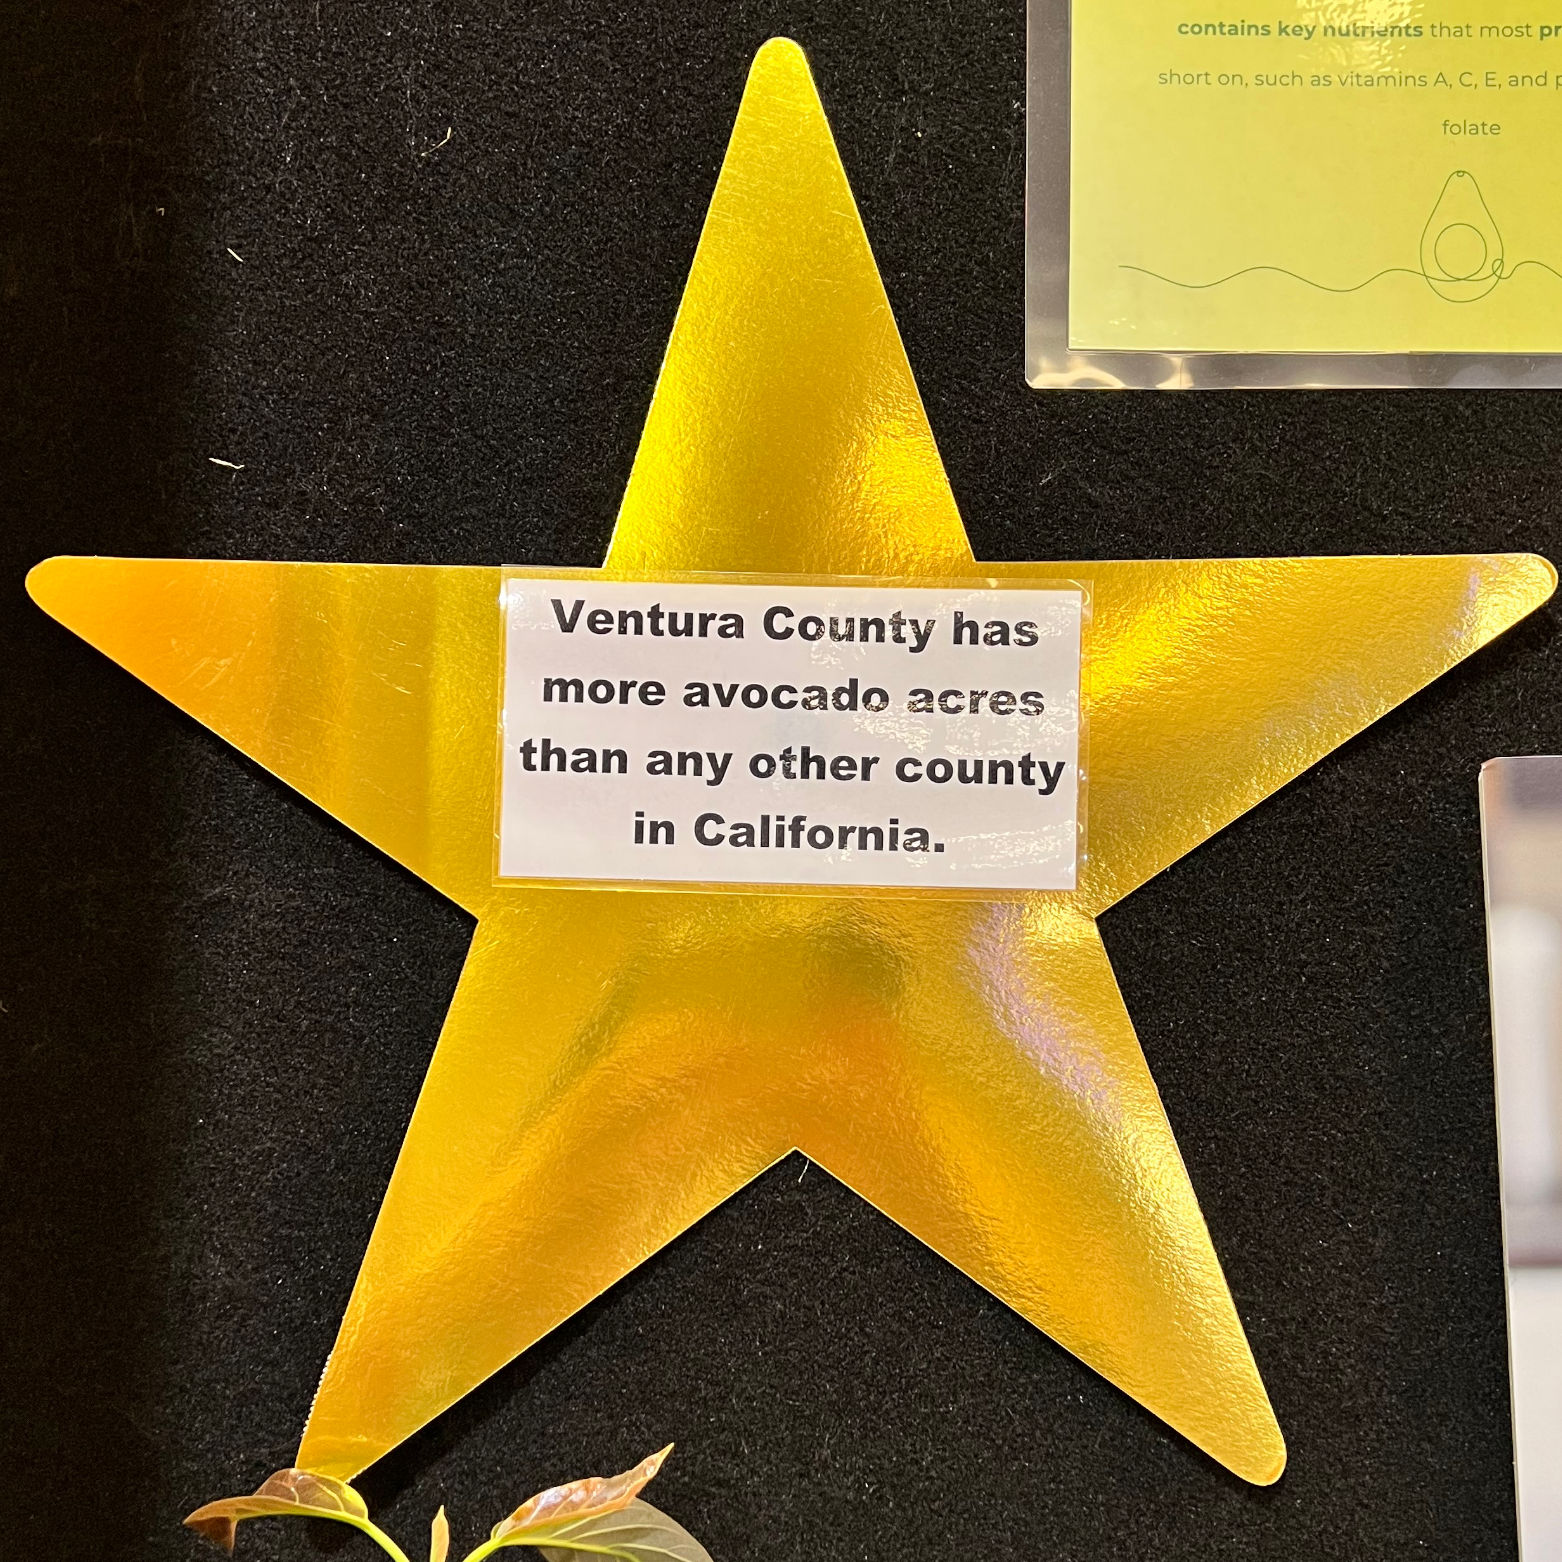 contains key nutrients that most
short on, such as vitamins A, C, E, and
folate
Ventura County has
more avocado acres
than any other county
in California.